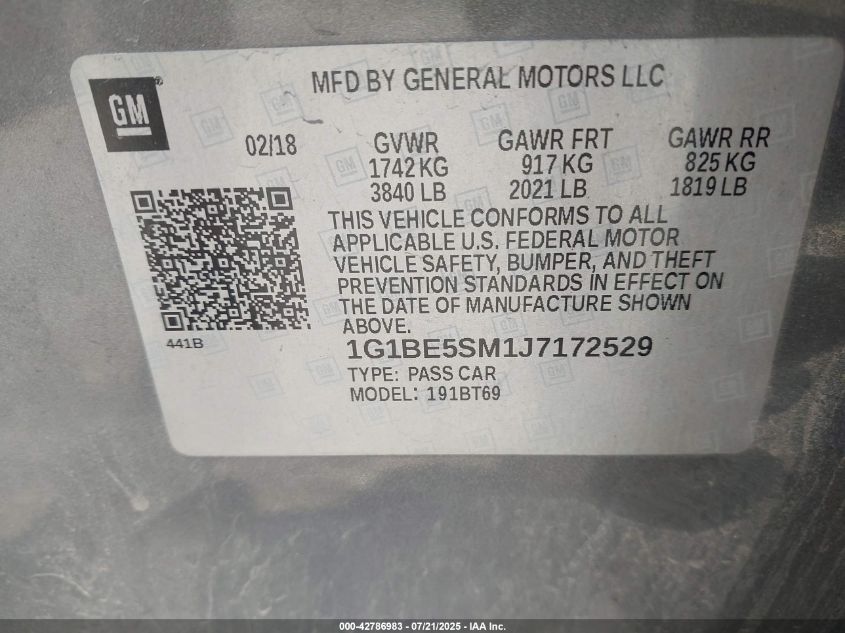 MFD BY GENERAL MOTORS LLC
GM
02/18 GVWR GAWR FRT GAWR RR
1742 KG 917 KG 825 KG
3840 LB 2021 LB 1819 LB
THIS VEHICLE CONFORMS TO ALL
APPLICABLE U.S. FEDERAL MOTOR
VEHICLE SAFETY, BUMPER, AND THEFT
PREVENTION STANDARDS IN EFFECT ON
THE DATE OF MANUFACTURE SHOWN
ABOVE.
441B
1G1BE5SM1J7172529
TYPE: PASS CAR
MODEL: 191BT69
000-42786983 / 07/21/2025 - IAA Inc.